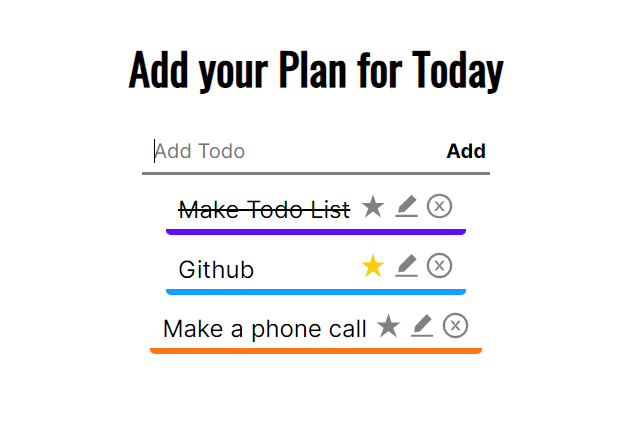 Add your Plan for Today
Add Todo Add
Make Todo List
Github
Make a phone call